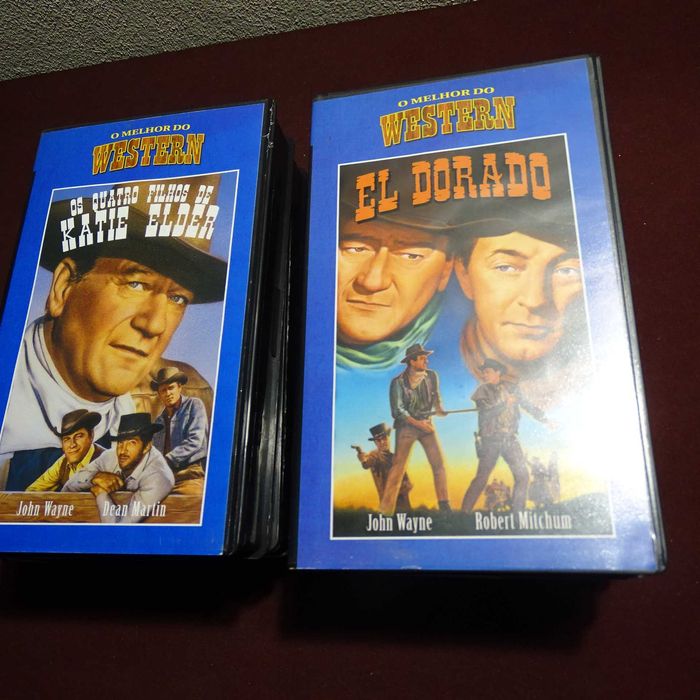 O MELHOR DO
WESTERN
OS QUATRO FILHOS DE
KATIE ELDER
John Wayne Dean Martin
O MELHOR DO
WESTERN
EL DORADO
John Wayne Robert Mitchum